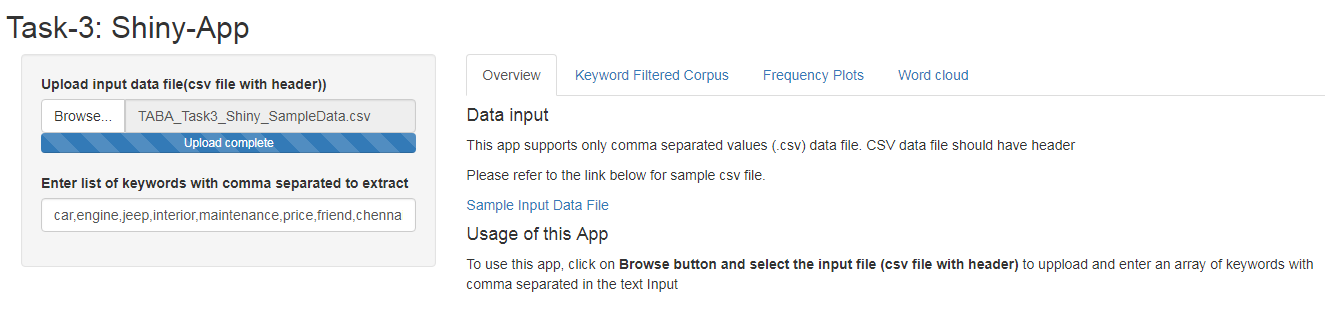 Task-3: Shiny-App
Upload input data file(csv file with header))
Browse... TABA_Task3_Shiny_SampleData.csv
Upload complete
Enter list of keywords with comma separated to extract
car,engine,jeep,interior,maintenance,price,friend,chenna
Overview Keyword Filtered Corpus Frequency Plots Word cloud
Data input
This app supports only comma separated values (.csv) data file. CSV data file should have header
Please refer to the link below for sample csv file.
Sample Input Data File
Usage of this App
To use this app, click on Browse button and select the input file (csv file with header) to uppload and enter an array of keywords with
comma separated in the text Input